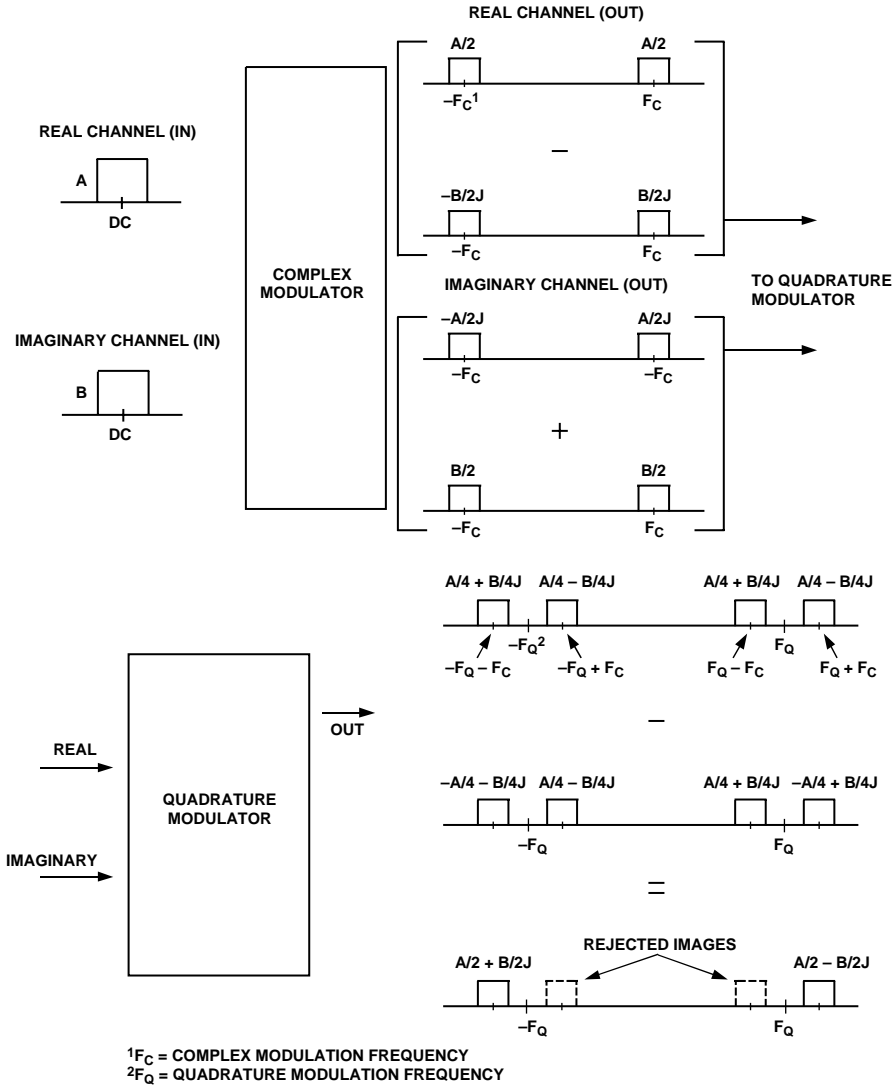 REAL CHANNEL (OUT)
A/2 A/2
–FC1 FC
–
–B/2J B/2J
–FC FC
REAL CHANNEL (IN)
A
DC
COMPLEX
MODULATOR
IMAGINARY CHANNEL (OUT)
TO QUADRATURE
MODULATOR
–A/2J A/2J
–FC –FC
IMAGINARY CHANNEL (IN)
B
DC
+
B/2 B/2
–FC FC
A/4 + B/4J A/4 – B/4J A/4 + B/4J A/4 – B/4J
–FQ2 FQ
–FQ – FC –FQ + FC FQ – FC FQ + FC
–
OUT
REAL
QUADRATURE
MODULATOR
IMAGINARY
–A/4 – B/4J A/4 – B/4J A/4 + B/4J –A/4 + B/4J
–FQ FQ
=
REJECTED IMAGES
A/2 + B/2J A/2 – B/2J
–FQ FQ
1FC = COMPLEX MODULATION FREQUENCY
2FQ = QUADRATURE MODULATION FREQUENCY